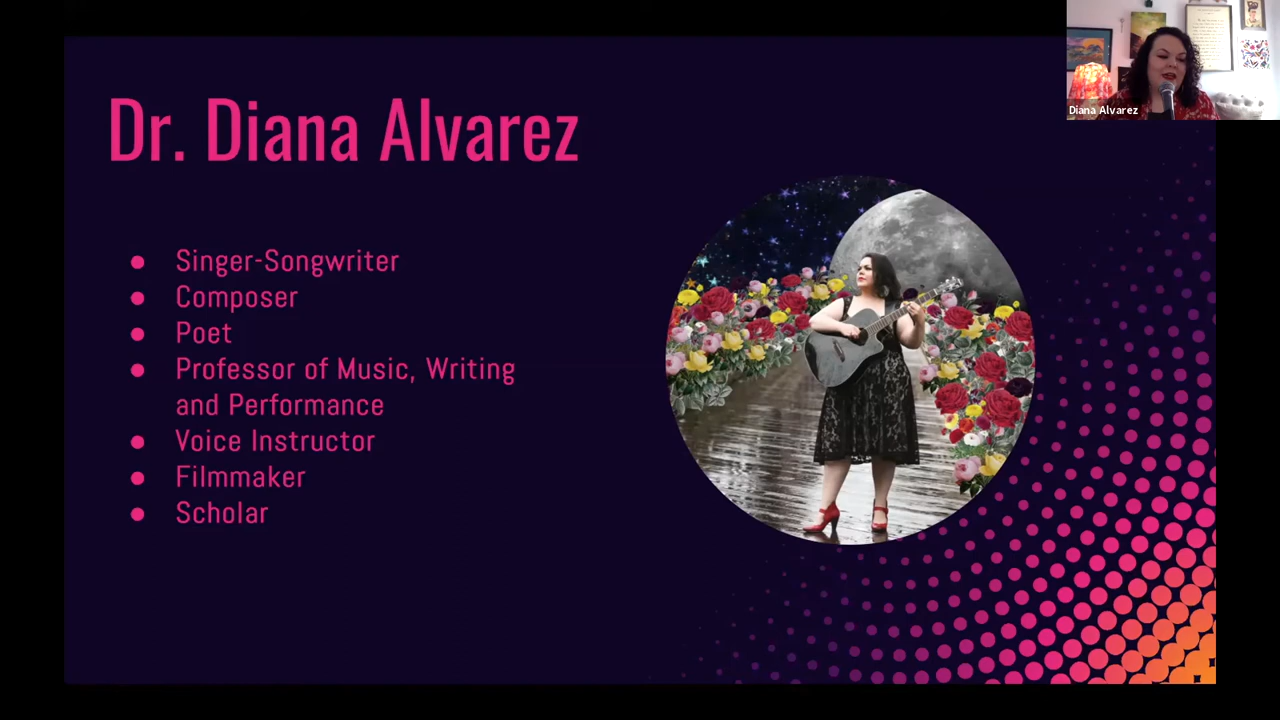 Dr. Diana Alvarez
Diana Alvarez
● Singer-Songwriter
● Composer
● Poet
● Professor of Music, Writing
and Performance
● Voice Instructor
● Filmmaker
● Scholar